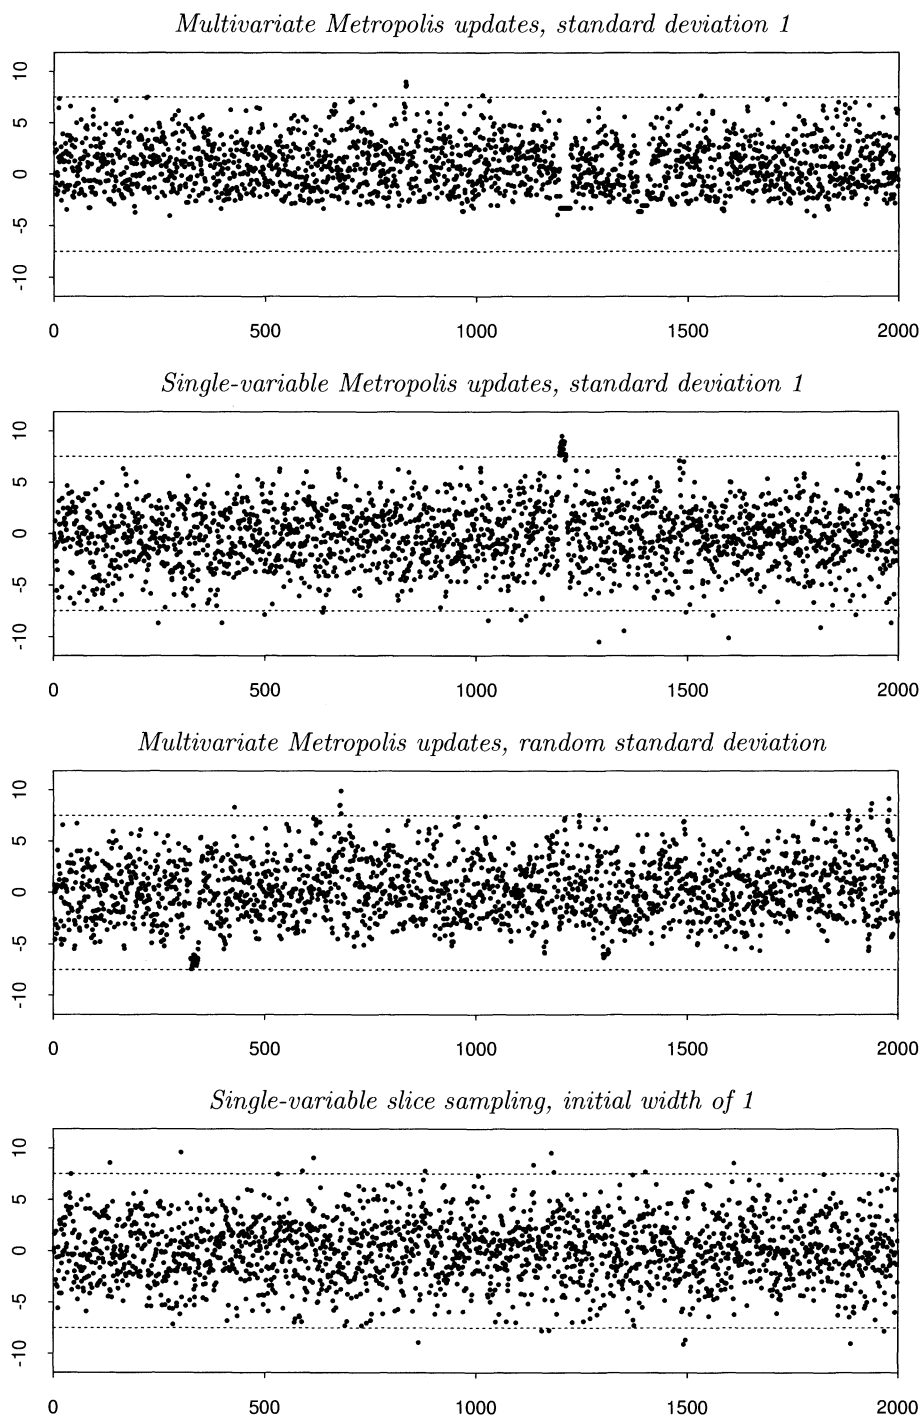 Multivariate Metropolis updates, standard deviation 1
10
5
0
-5
-10
0 500 1000 1500 2000
Single-variable Metropolis updates, standard deviation 1
10
5
0
-5
-10
0 500 1000 1500 2000
Multivariate Metropolis updates, random standard deviation
10
5
0
-5
-10
0 500 1000 1500 2000
Single-variable slice sampling, initial width of 1
10
5
0
-5
-10
0 500 1000 1500 2000